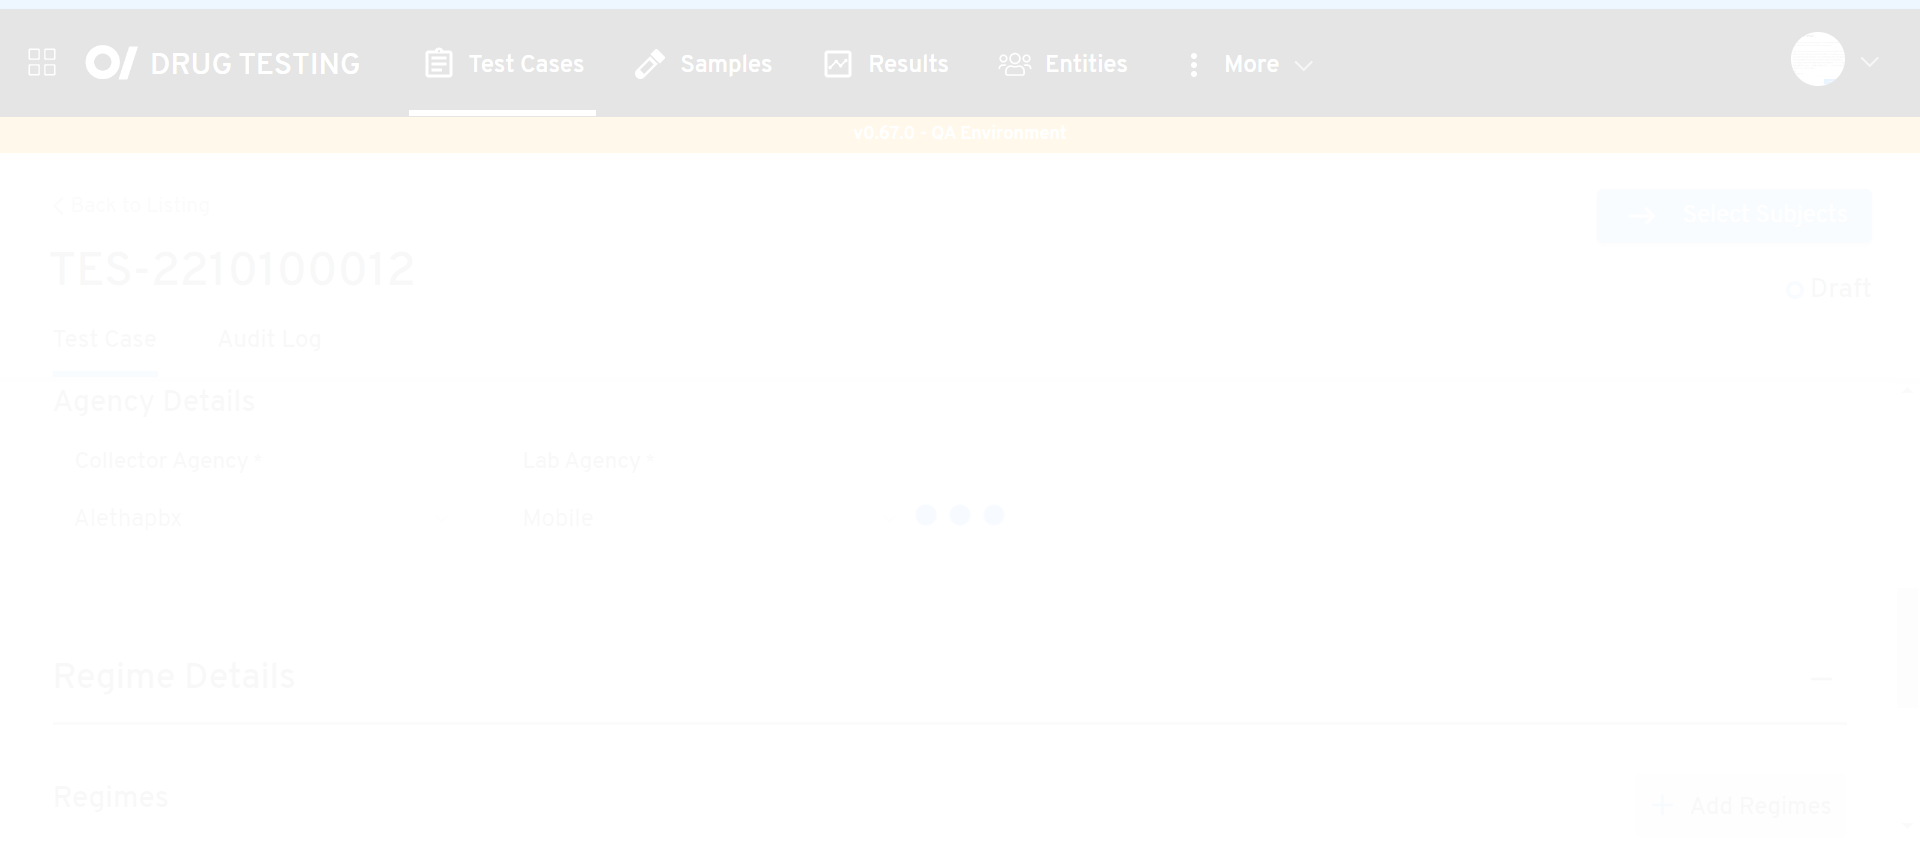 DRUG TESTING Test Cases Samples Results Entities More
v0.67.0 - QA Environment
Back to Listing
Select Subjects
TES-2210100012
Draft
Test Case Audit Log
Agency Details
Collector Agency * Lab Agency *
Alethapbx Mobile
Regime Details
Regimes
Add Regimes